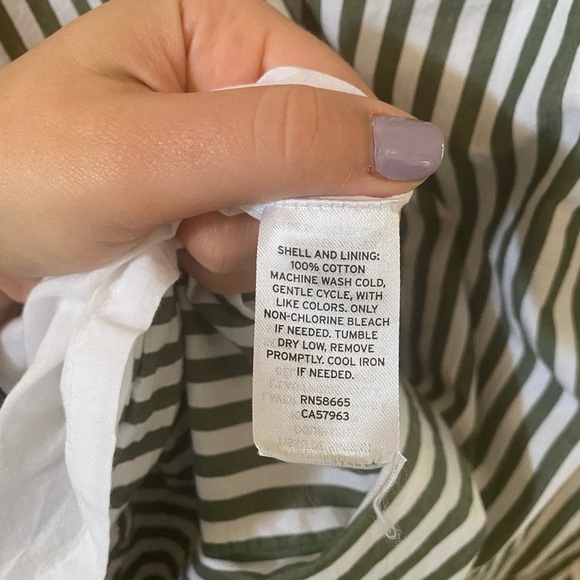 SHELL AND LINING:
100% COTTON
MACHINE WASH COLD,
GENTLE CYCLE, WITH
LIKE COLORS. ONLY
NON-CHLORINE BLEACH
IF NEEDED. TUMBLE
DRY LOW, REMOVE
PROMPTLY. COOL IRON
IF NEEDED.
RN58665
CA57963